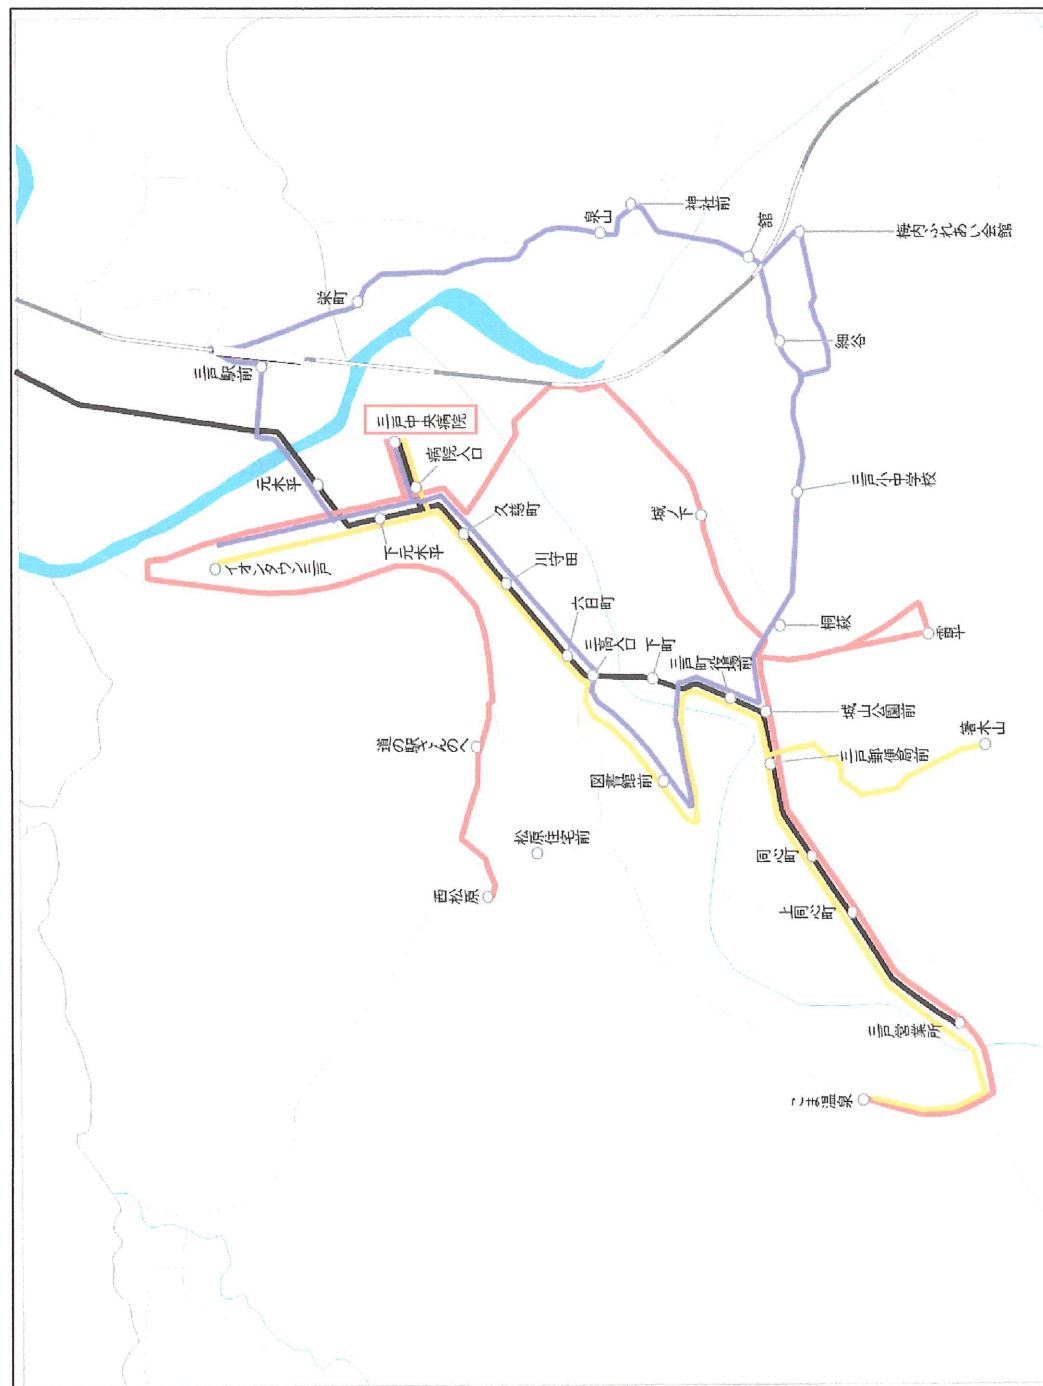 神社前
泉山
館
梅内ふれあい会館
栄町
細谷
三戸駅前
三戸中央病院
病院入口
元木平
三戸小中学校
城ノ下
久慈町
下元木平
イオンタウン三戸
川守田
六日町
三高入口
下町
桐萩
三戸町役場前
城山公園前
道の駅さんのへ
図書館前
三戸郵便局前
箸木山
松原住宅前
西松原
同心町
上同心町
三戸営業所
こま温泉